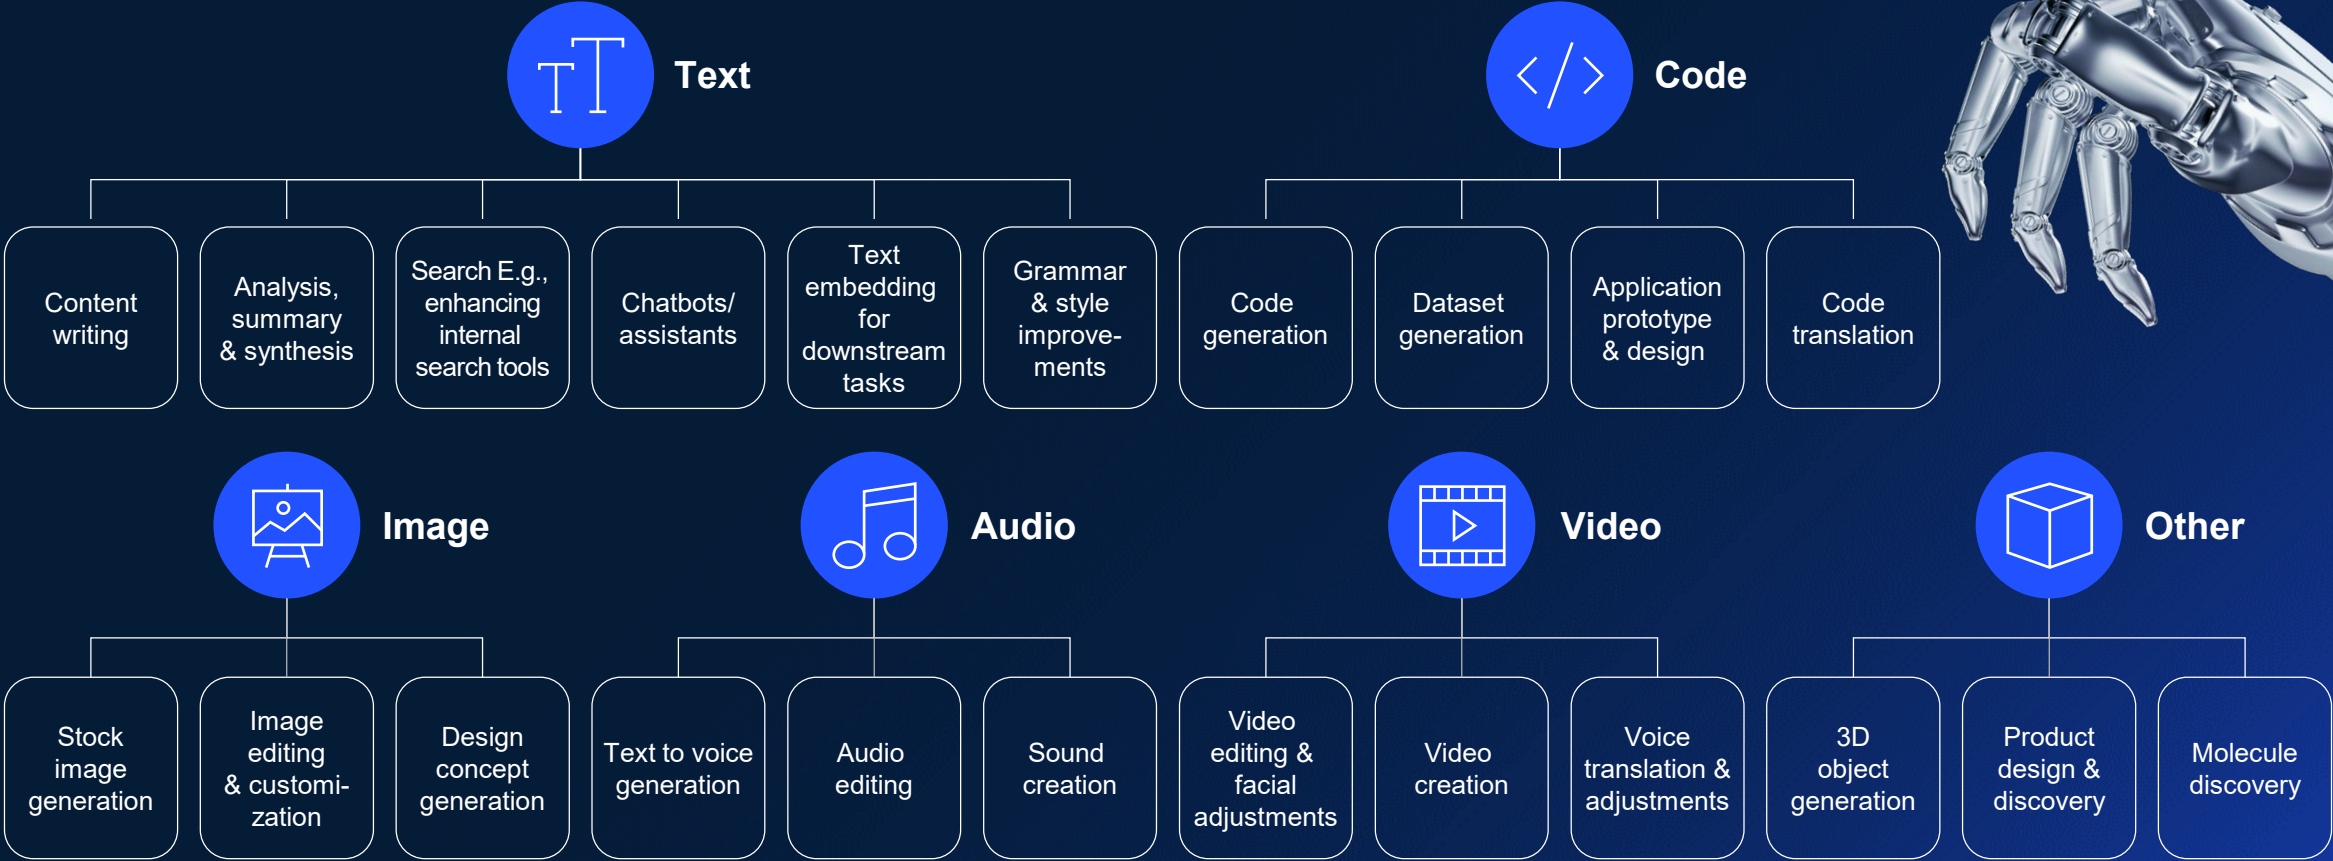 Text
Content
writing
Analysis,
summary
& synthesis
Search E.g.,
enhancing
internal
search tools
Chatbots/
assistants
Text
embedding
for
downstream
tasks
Grammar
& style
improve-
ments
Code
Code
generation
Dataset
generation
Application
prototype
& design
Code
translation
Image
Stock
image
generation
Image
editing
& customi-
zation
Design
concept
generation
Audio
Text to voice
generation
Audio
editing
Sound
creation
Video
Video
editing &
facial
adjustments
Video
creation
Voice
translation &
adjustments
Other
3D
object
generation
Product
design &
discovery
Molecule
discovery